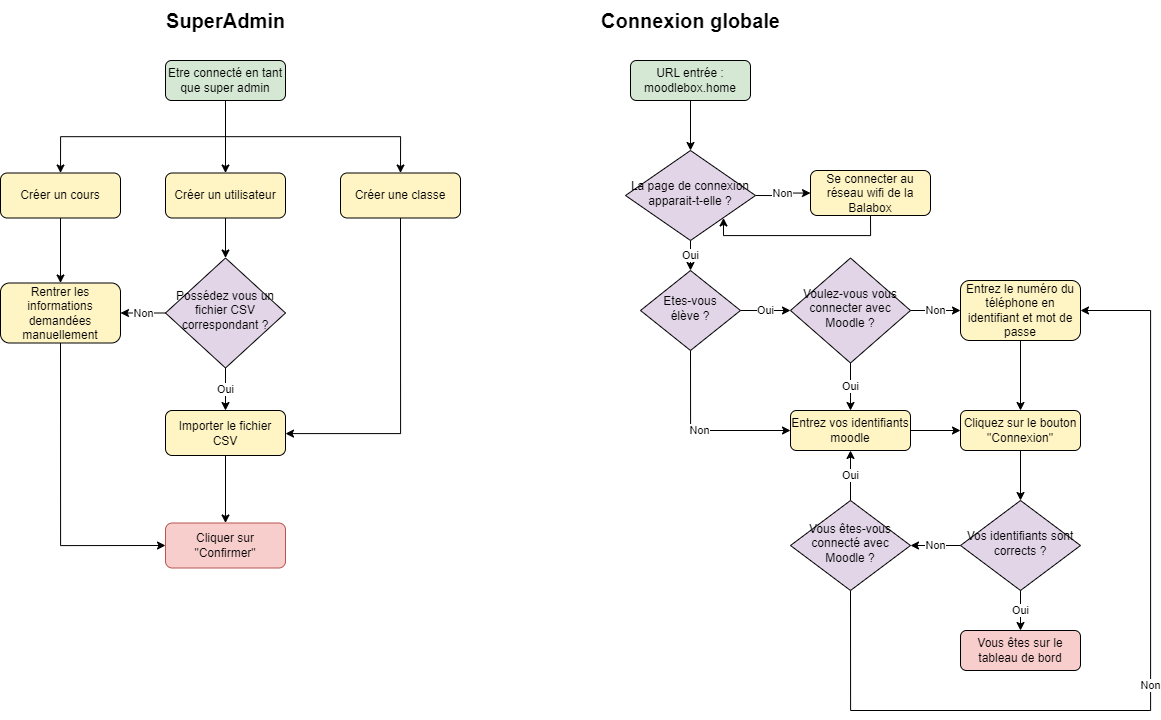 SuperAdmin
Etre connecté en tant
que super admin
Créer un cours
Créer un utilisateur
Créer une classe
Rentrer les
informations
demandées
manuellement
Non
Possédez vous un
fichier CSV
correspondant ?
Oui
Importer le fichier
CSV
Cliquer sur
"Confirmer"
Connexion globale
URL entrée :
moodlebox.home
La page de connexion
apparait-t-elle ?
Non
Se connecter au
réseau wifi de la
Balabox
Oui
Etes-vous
élève ?
Oui
Voulez-vous vous
connecter avec
Moodle ?
Non
Entrez le numéro du
téléphone en
identifiant et mot de
passe
Oui
Non
Entrez vos identifiants
moodle
Cliquez sur le bouton
"Connexion"
Oui
Vous êtes-vous
connecté avec
Moodle ?
Non
Vos identifiants sont
corrects ?
Oui
Vous êtes sur le
tableau de bord
Non